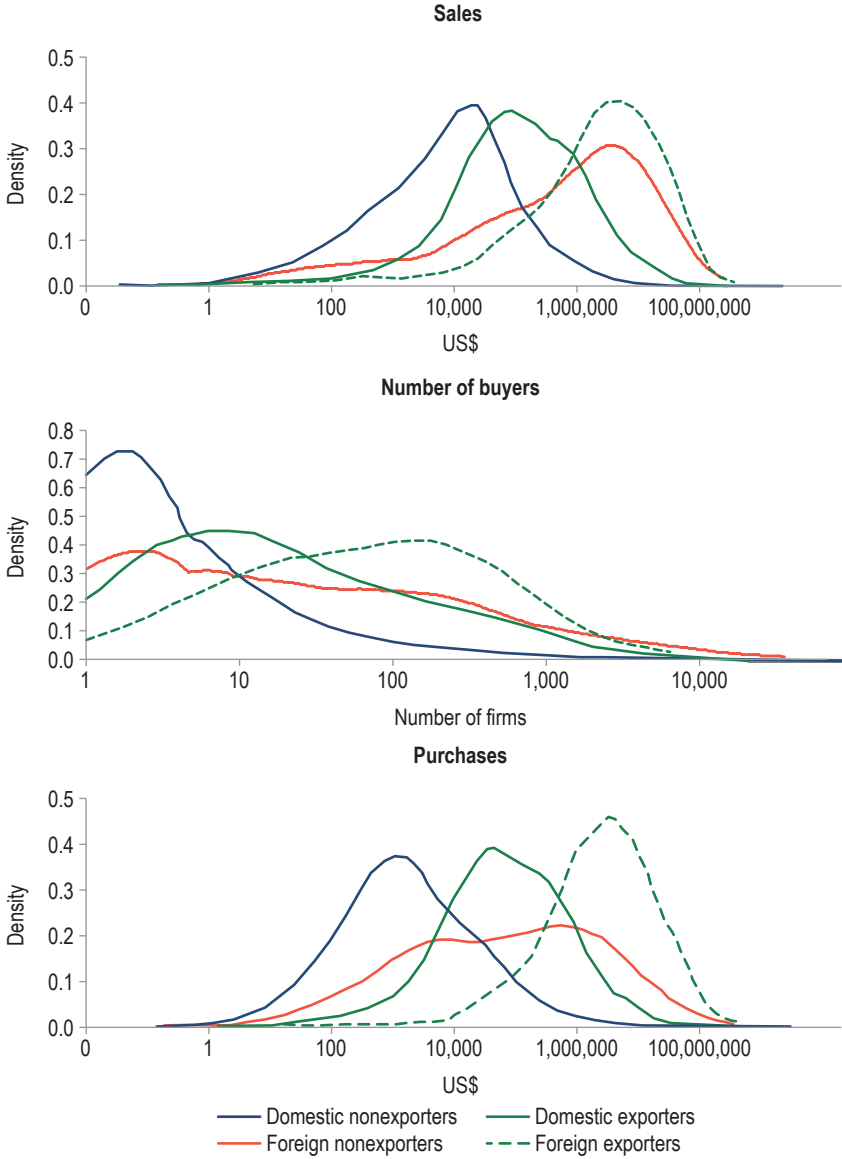 Sales
0.5
0.4
0.3
0.2
0.1
0.0
Density
0 1 100 10,000 1,000,000 100,000,000
US$
Number of buyers
0.8
0.7
0.6
0.5
0.4
0.3
0.2
0.1
0.0
Density
1 10 100 1,000 10,000
Number of firms
Purchases
0.5
0.4
0.3
0.2
0.1
0.0
Density
0 1 100 10,000 1,000,000 100,000,000
US$
Domestic nonexporters Domestic exporters
Foreign nonexporters Foreign exporters